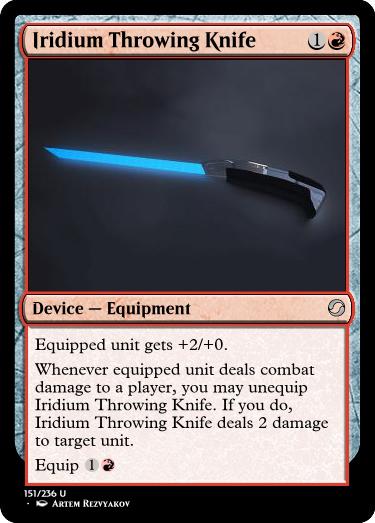 Iridium Throwing Knife 1
Device — Equipment
Equipped unit gets +2/+0.
Whenever equipped unit deals combat
damage to a player, you may unequip
Iridium Throwing Knife. If you do,
Iridium Throwing Knife deals 2 damage
to target unit.
Equip 1
151/236 U
· Artem Rezvyakov